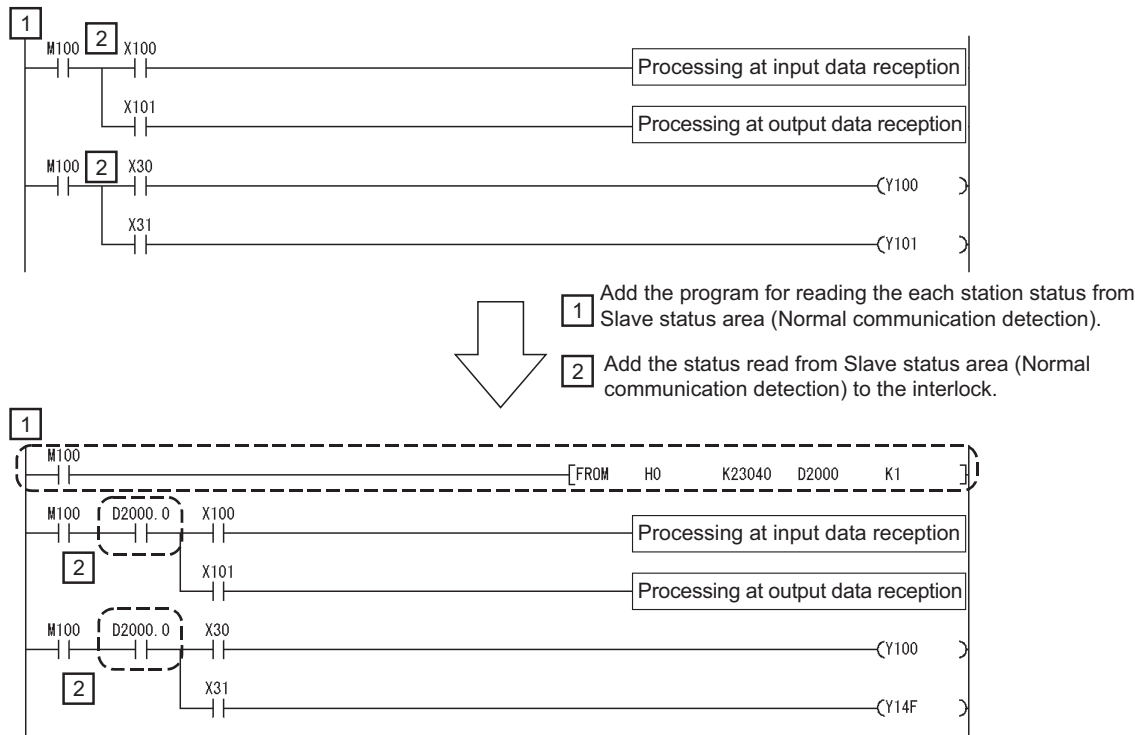 1
M100 2 X100
Processing at input data reception
X101
Processing at output data reception
M100 2 X30
Y100
X31
Y101
1 Add the program for reading the each station status from
Slave status area (Normal communication detection).
2 Add the status read from Slave status area (Normal
communication detection) to the interlock.
1
M100
FROM H0 K23040 D2000 K1
M100 D2000.0 X100
Processing at input data reception
2
X101
Processing at output data reception
M100 D2000.0 X30
Y100
2
X31
Y14F